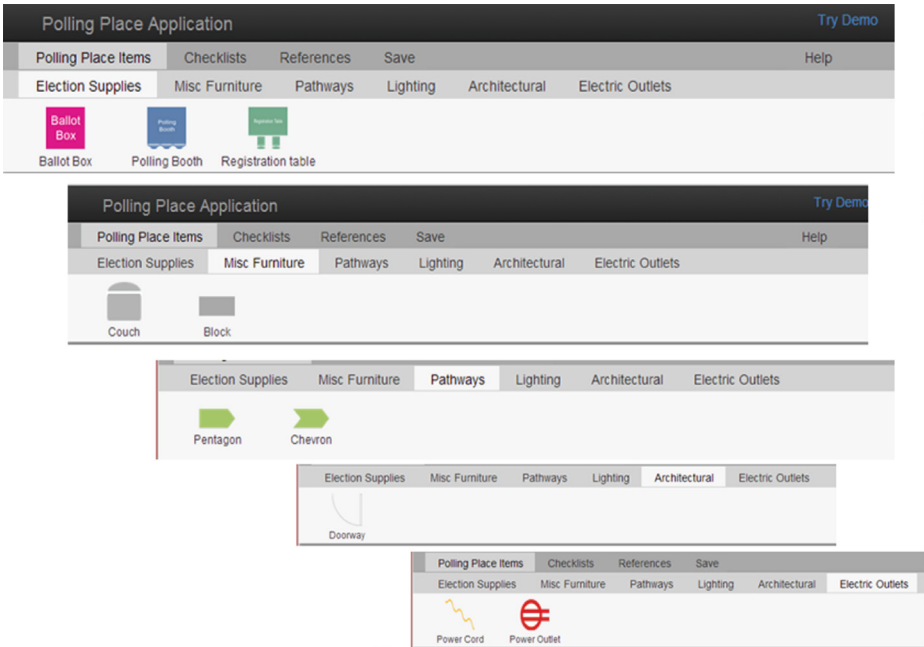 Polling Place Application Try Demo
Polling Place Items Checklists References Save Help
Election Supplies Misc Furniture Pathways Lighting Architectural Electric Outlets
Ballot
Box
Polling
Booth
Registration Table
Ballot Box Polling Booth Registration table
Polling Place Application Try Demo
Polling Place Items Checklists References Save Help
Election Supplies Misc Furniture Pathways Lighting Architectural Electric Outlets
Couch Block
Election Supplies Misc Furniture Pathways Lighting Architectural Electric Outlets
Pentagon Chevron
Election Supplies Misc Furniture Pathways Lighting Architectural Electric Outlets
Doorway
Polling Place Items Checklists References Save
Election Supplies Misc Furniture Pathways Lighting Architectural Electric Outlets
Power Cord Power Outlet